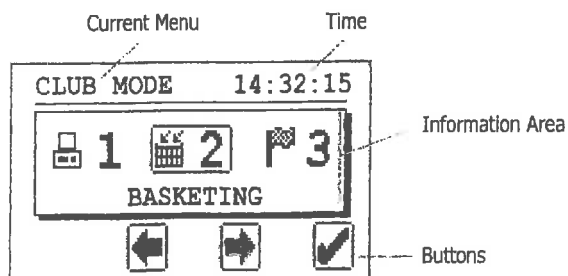 Current Menu Time
CLUB MODE 14:32:15
Information Area
1 2 3
BASKETING
Buttons